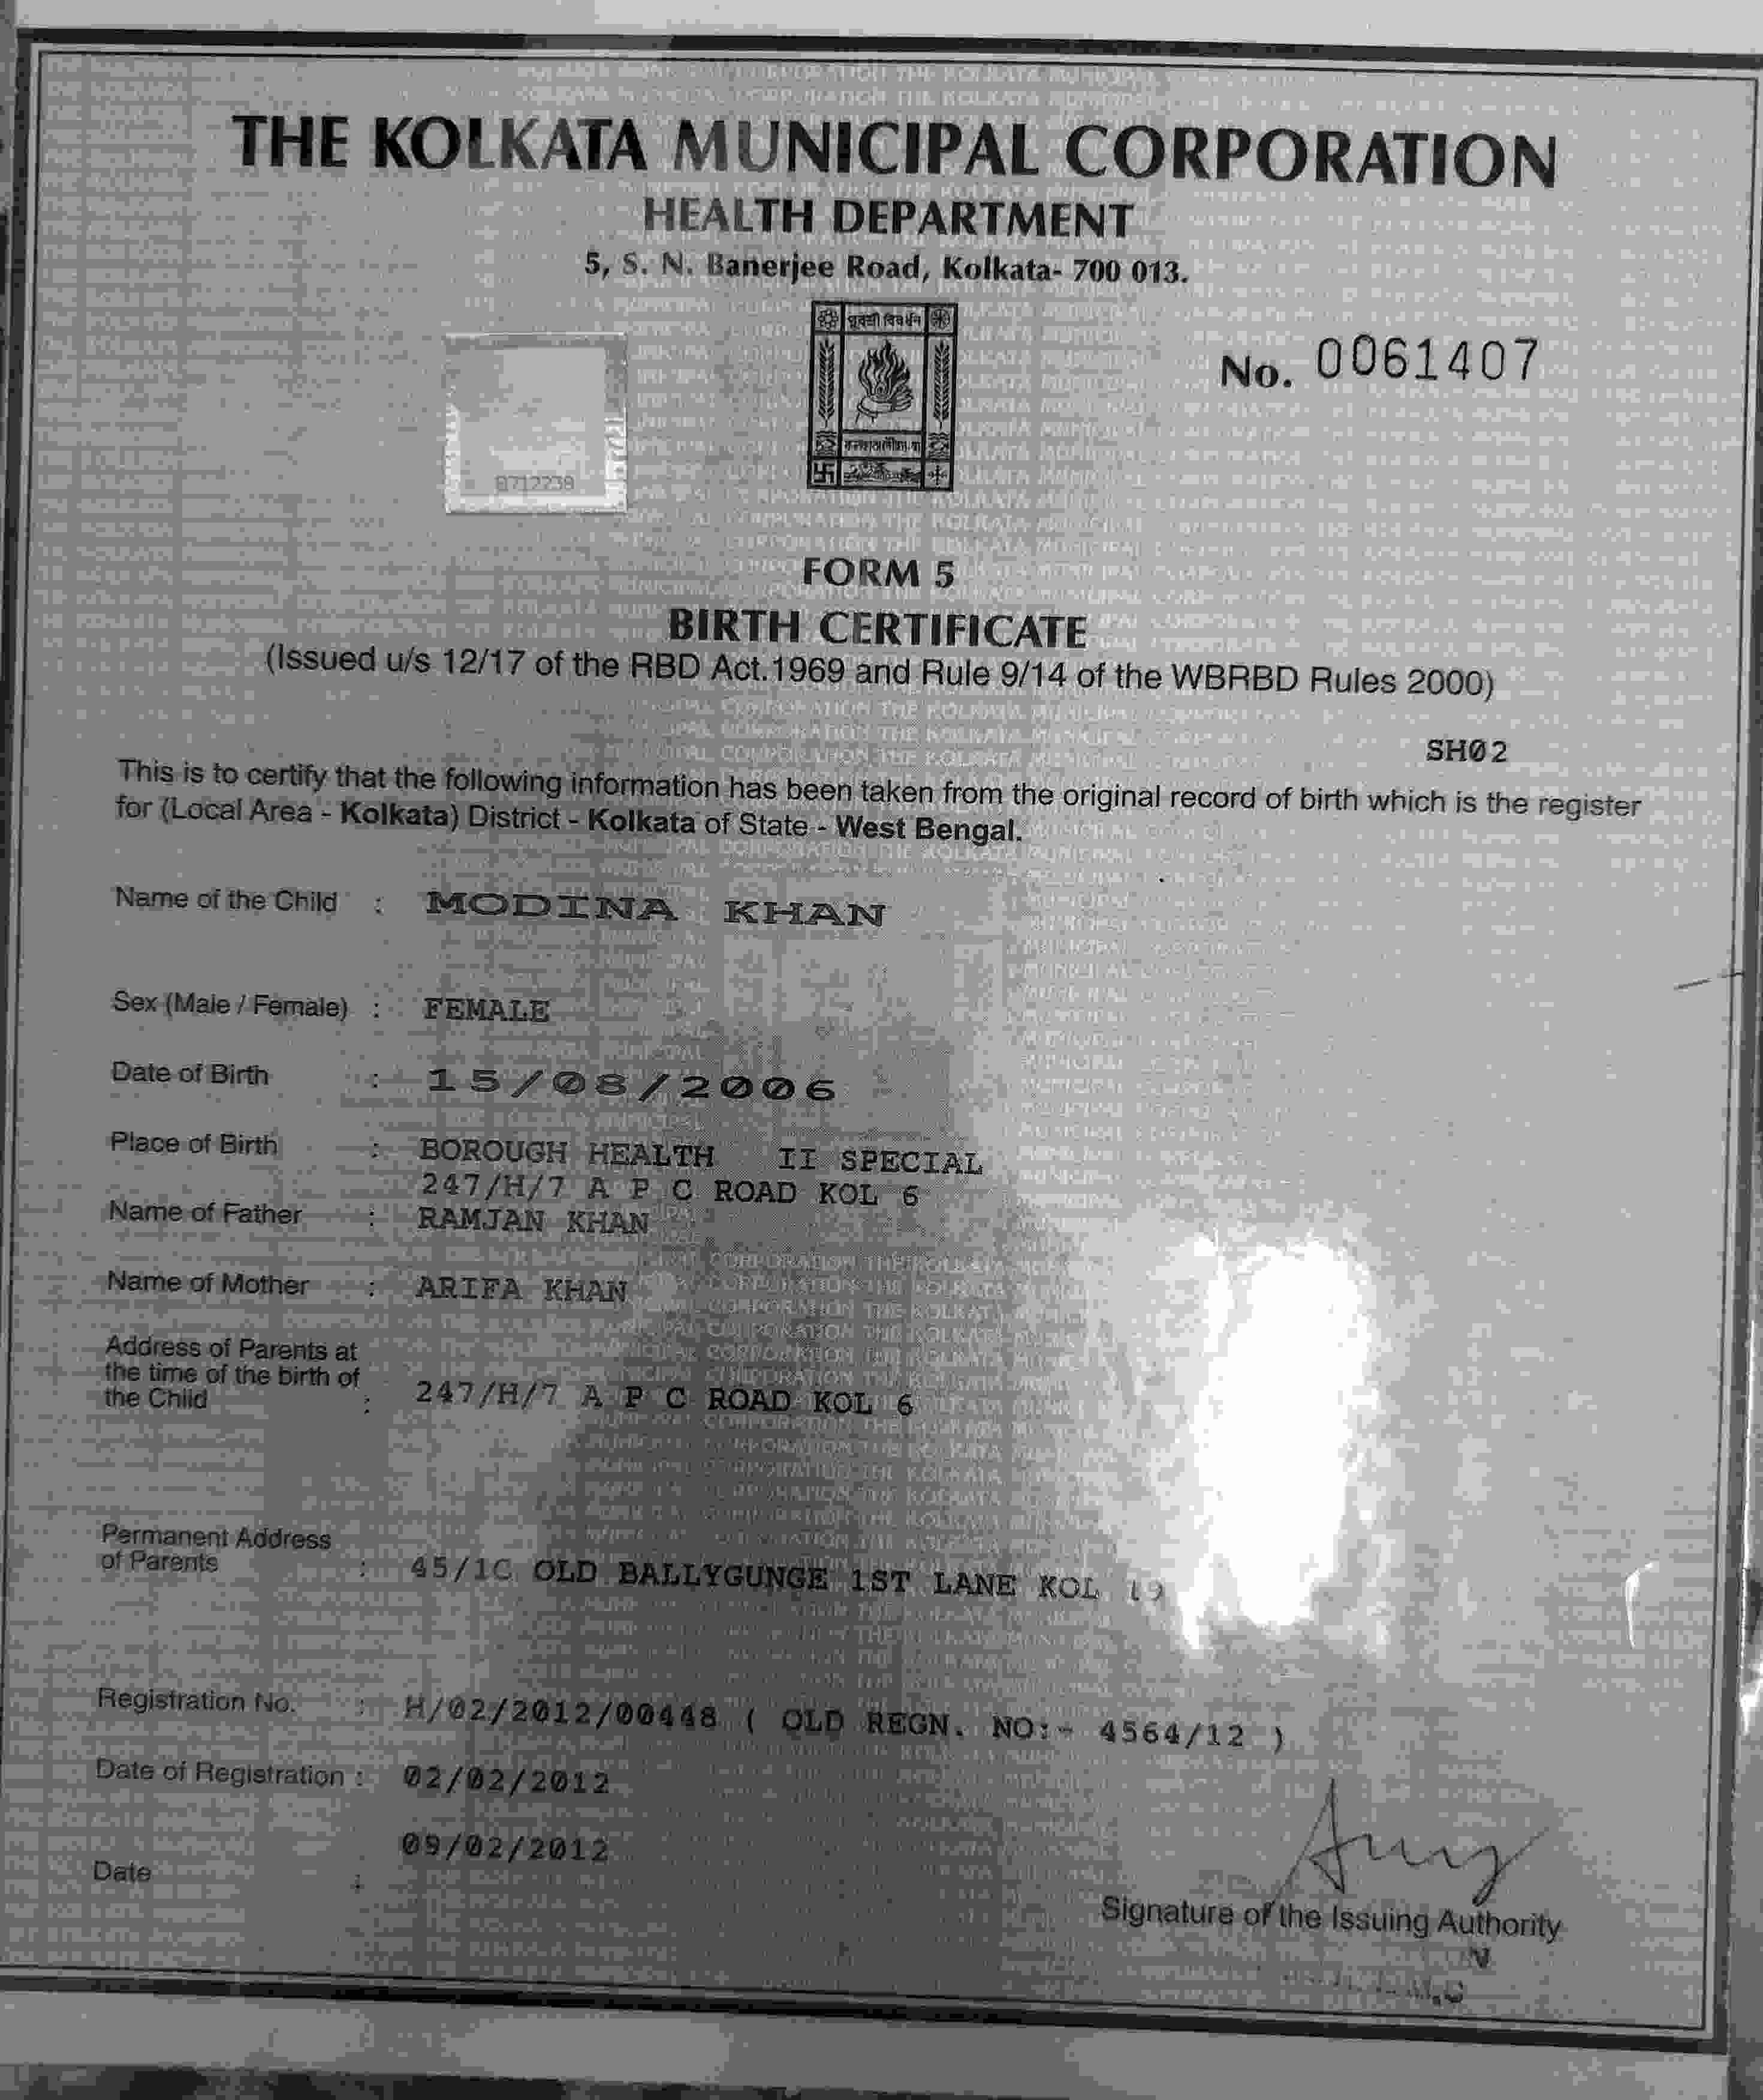 THE KOLKATA MUNICIPAL CORPORATION
HEALTH DEPARTMENT
5, S. N. Banerjee Road, Kolkata- 700 013.
No. 0061407
FORM 5
BIRTH CERTIFICATE
(Issued u/s 12/17 of the RBD Act.1969 and Rule 9/14 of the WBRBD Rules 2000)
SH02
This is to certify that the following information has been taken from the original record of birth which is the register
for (Local Area - Kolkata) District - Kolkata of State - West Bengal.
Name of the Child : MODINA KHAN
Sex (Male / Female) : FEMALE
Date of Birth : 15/08/2006
Place of Birth : BOROUGH HEALTH II SPECIAL
247/H/7 A P C ROAD KOL 6
Name of Father : RAMJAN KHAN
Name of Mother : ARIFA KHAN
Address of Parents at
the time of the birth of
the Child : 247/H/7 A P C ROAD KOL 6
Permanent Address
of Parents : 45/1C OLD BALLYGUNGE 1ST LANE KOL 19
Registration No. : H/02/2012/00448 ( OLD REGN. NO:- 4564/12 )
Date of Registration : 02/02/2012
09/02/2012
Date :
Signature of the Issuing Authority